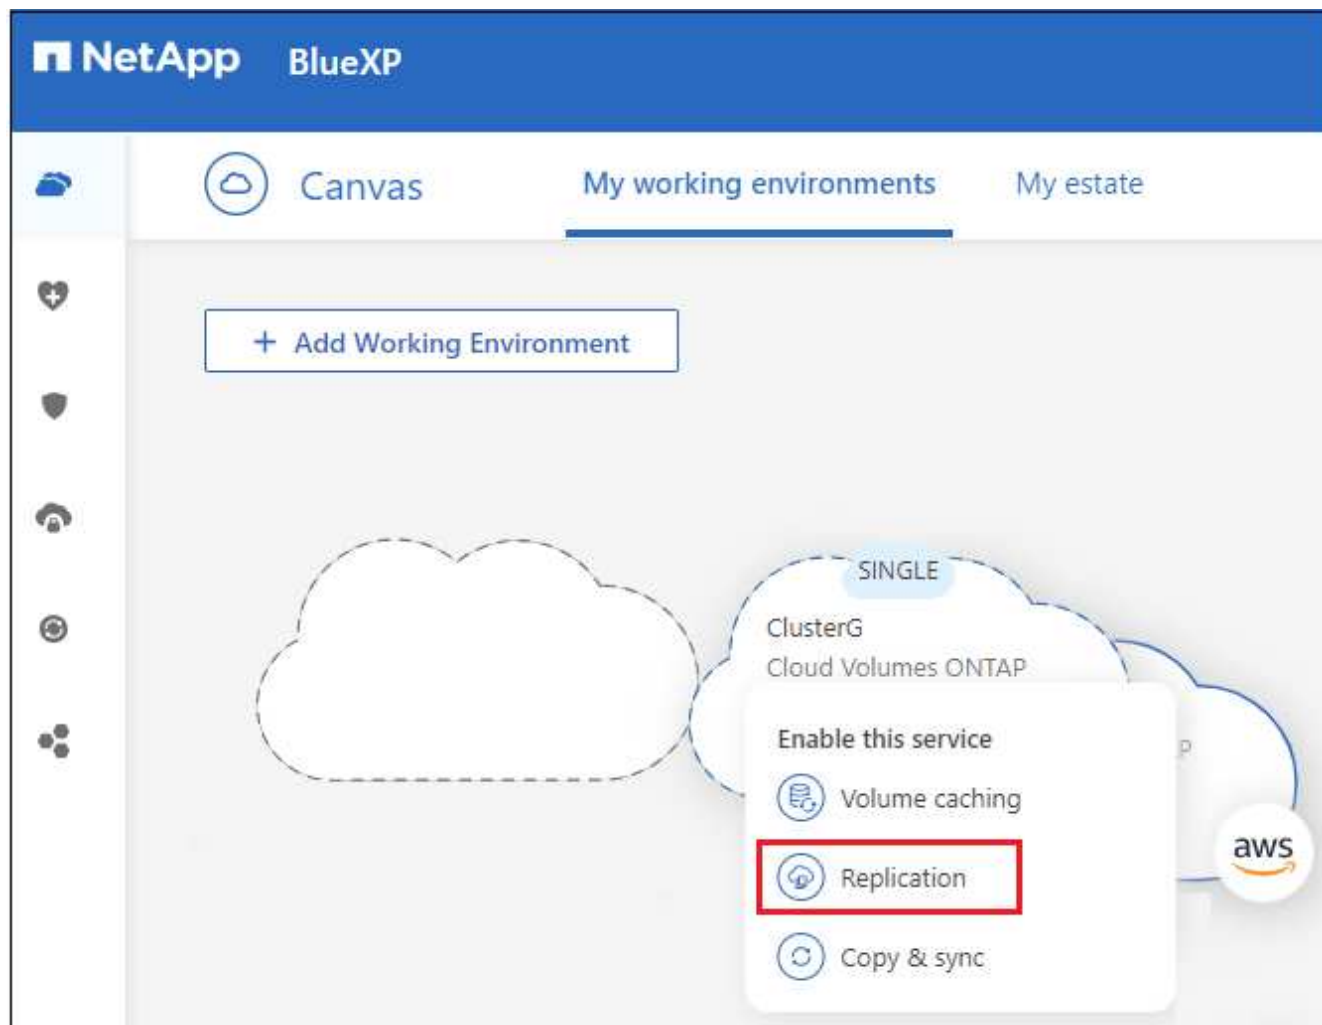 NetApp BlueXP
Canvas My working environments My estate
+ Add Working Environment
SINGLE
ClusterG
Cloud Volumes ONTAP
Enable this service
P
Volume caching
Replication
aws
Copy & sync